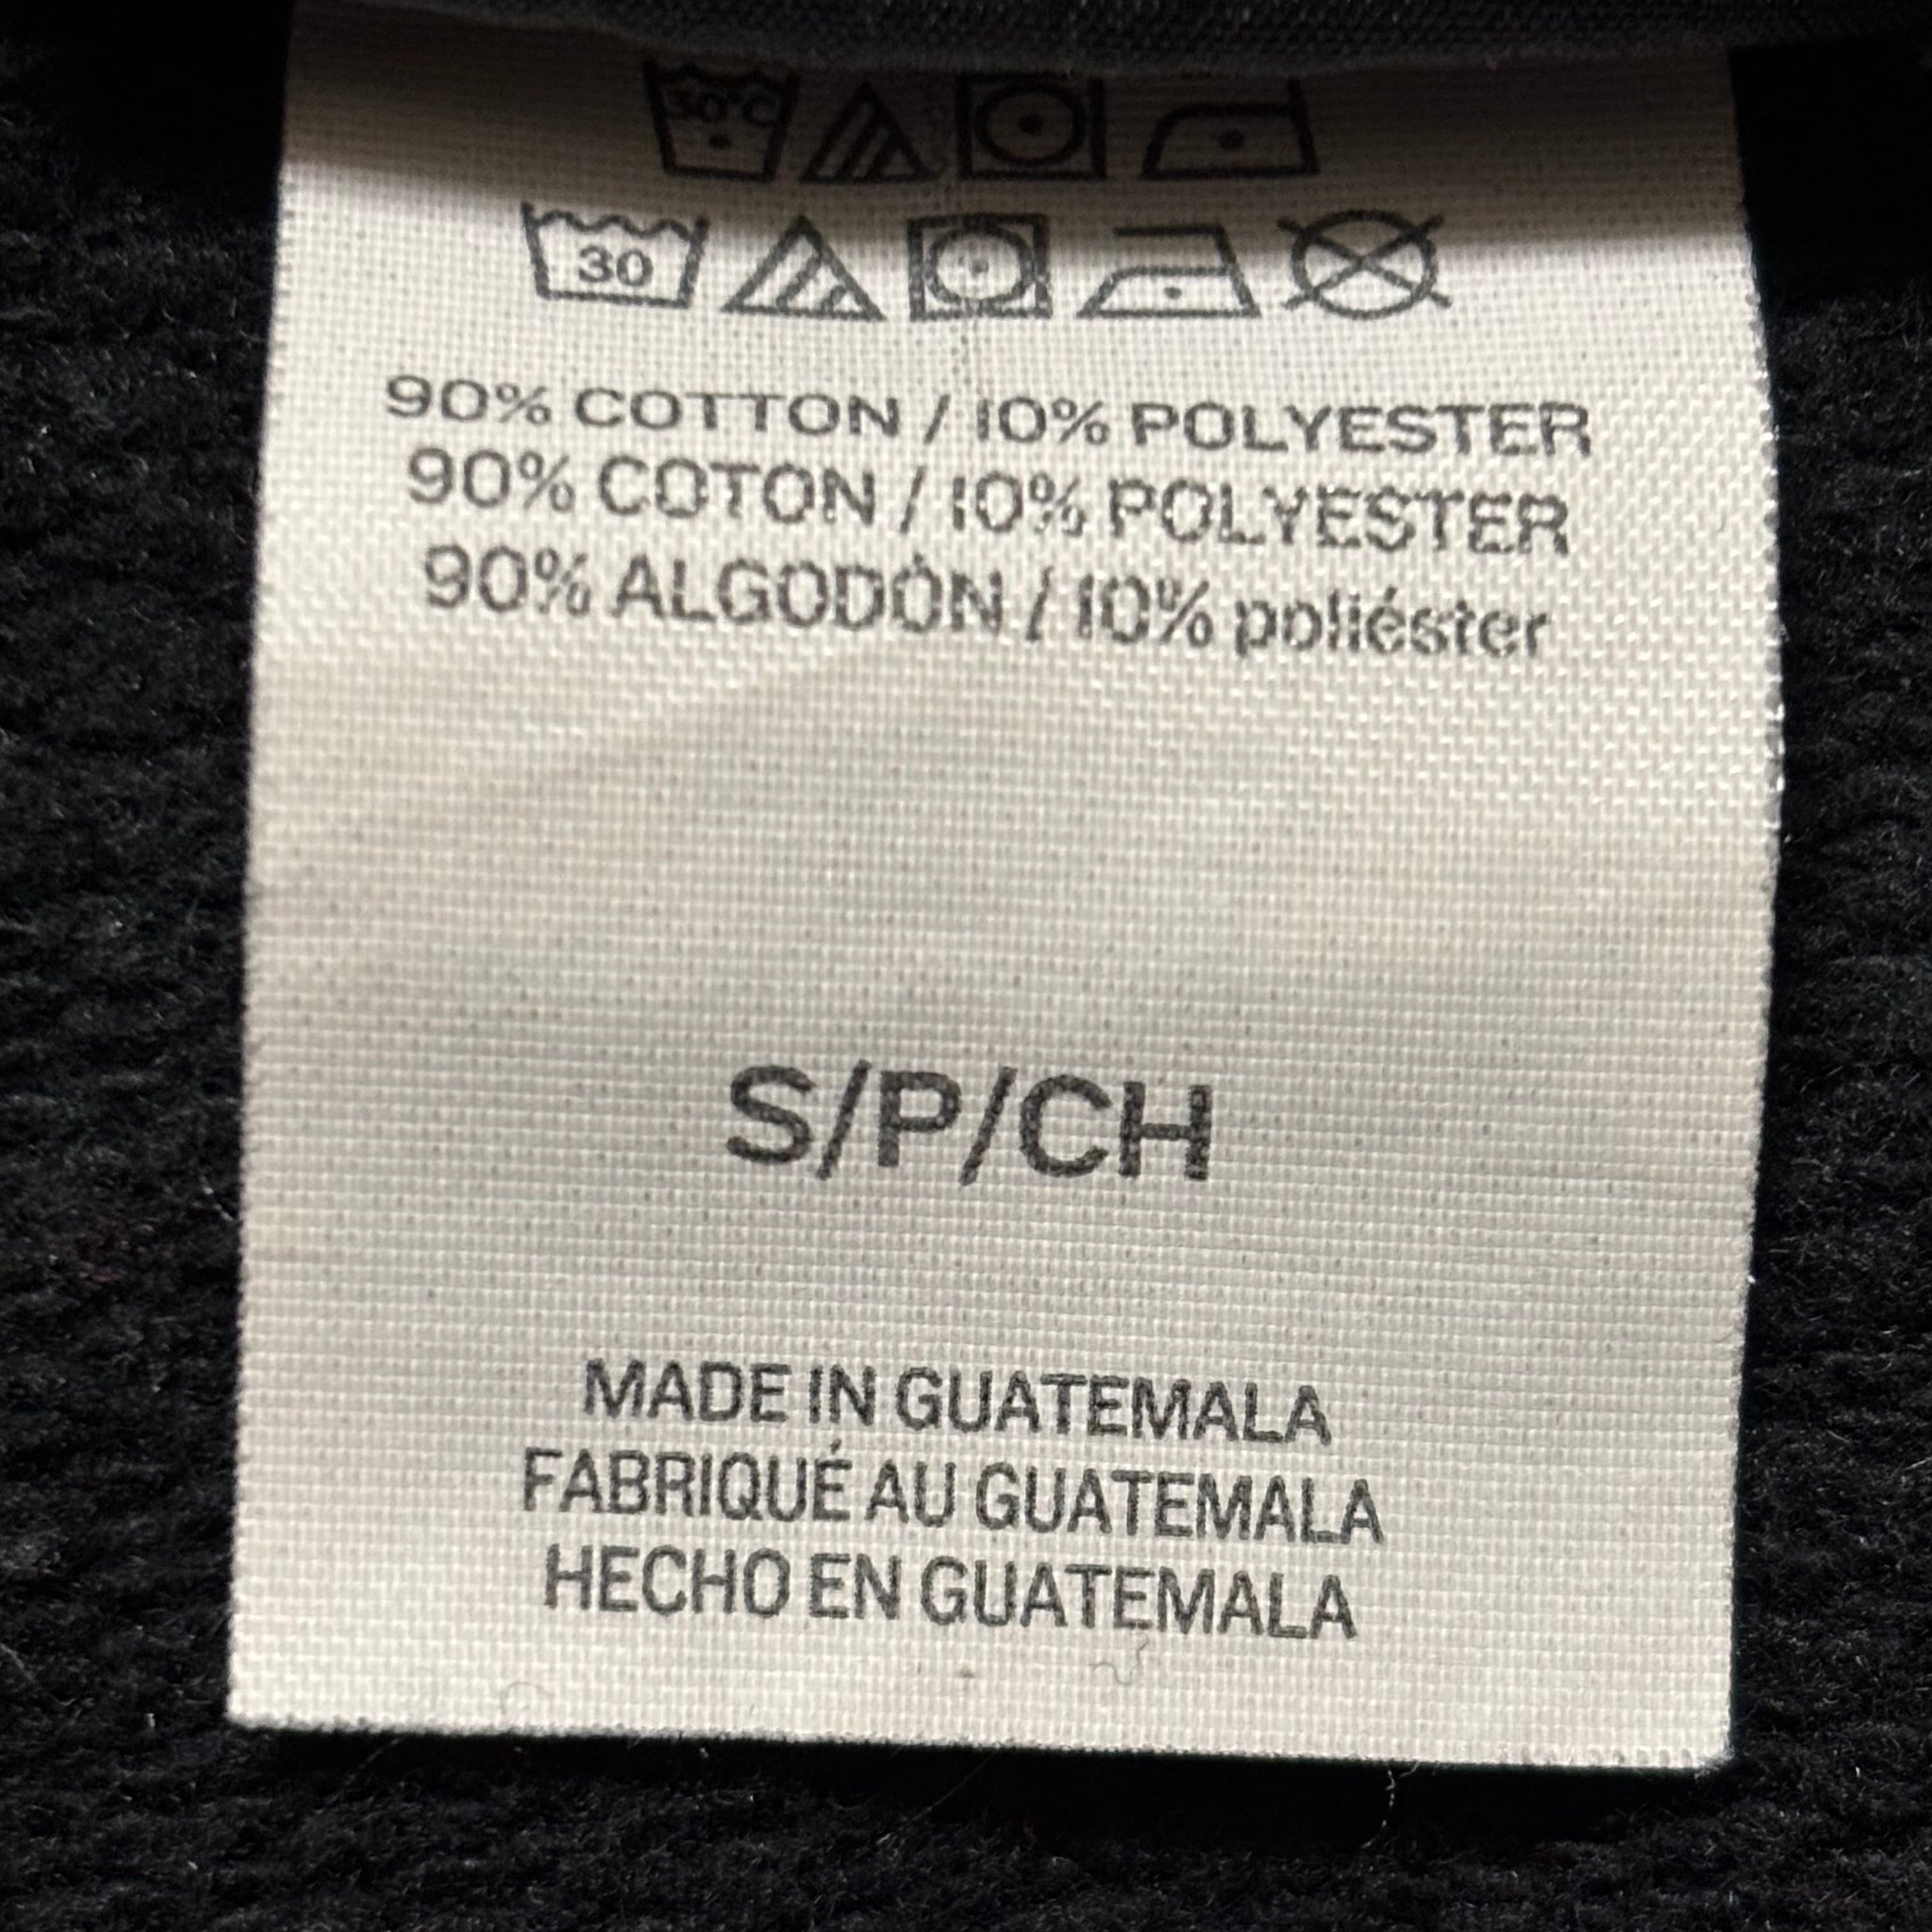 30°C
30
90% COTTON / 10% POLYESTER
90% COTON / 10% POLYESTER
90% ALGODÓN / 10% poliéster
S/P/CH
MADE IN GUATEMALA
FABRIQUÉ AU GUATEMALA
HECHO EN GUATEMALA